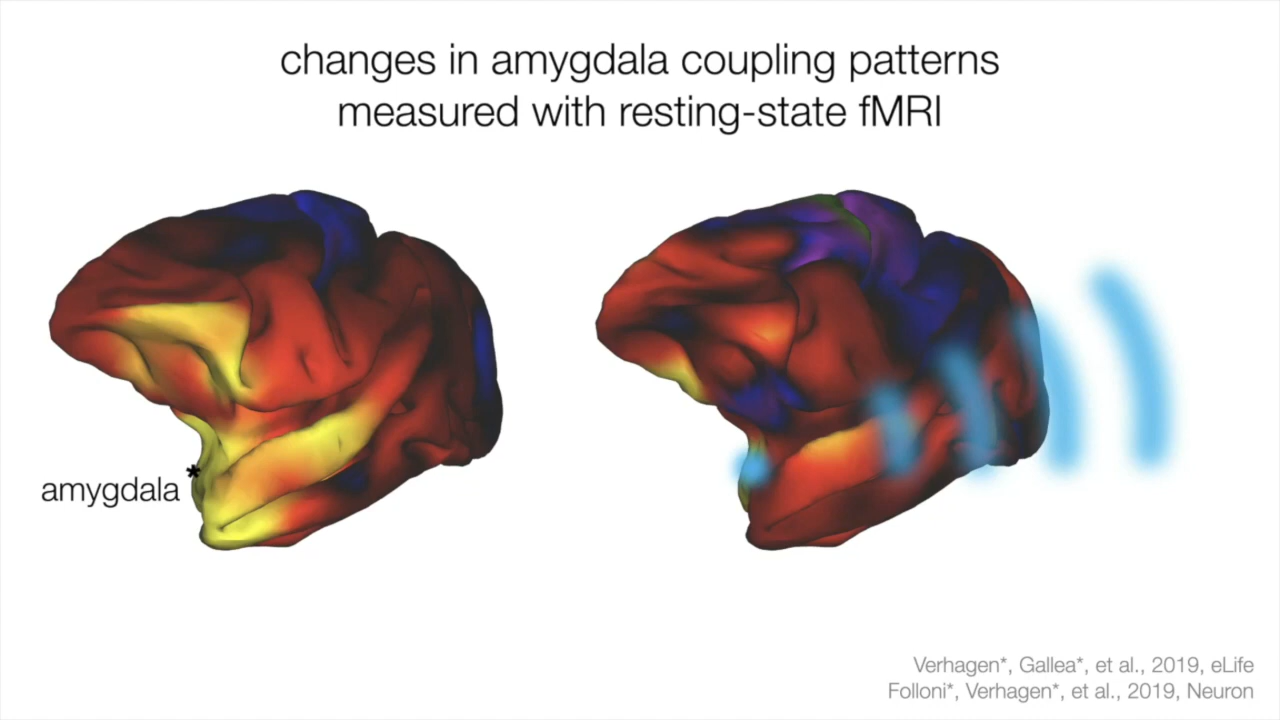 changes in amygdala coupling patterns
measured with resting-state fMRI
*
amygdala
Verhagen*, Gallea*, et al., 2019, eLife
Folloni*, Verhagen*, et al., 2019, Neuron